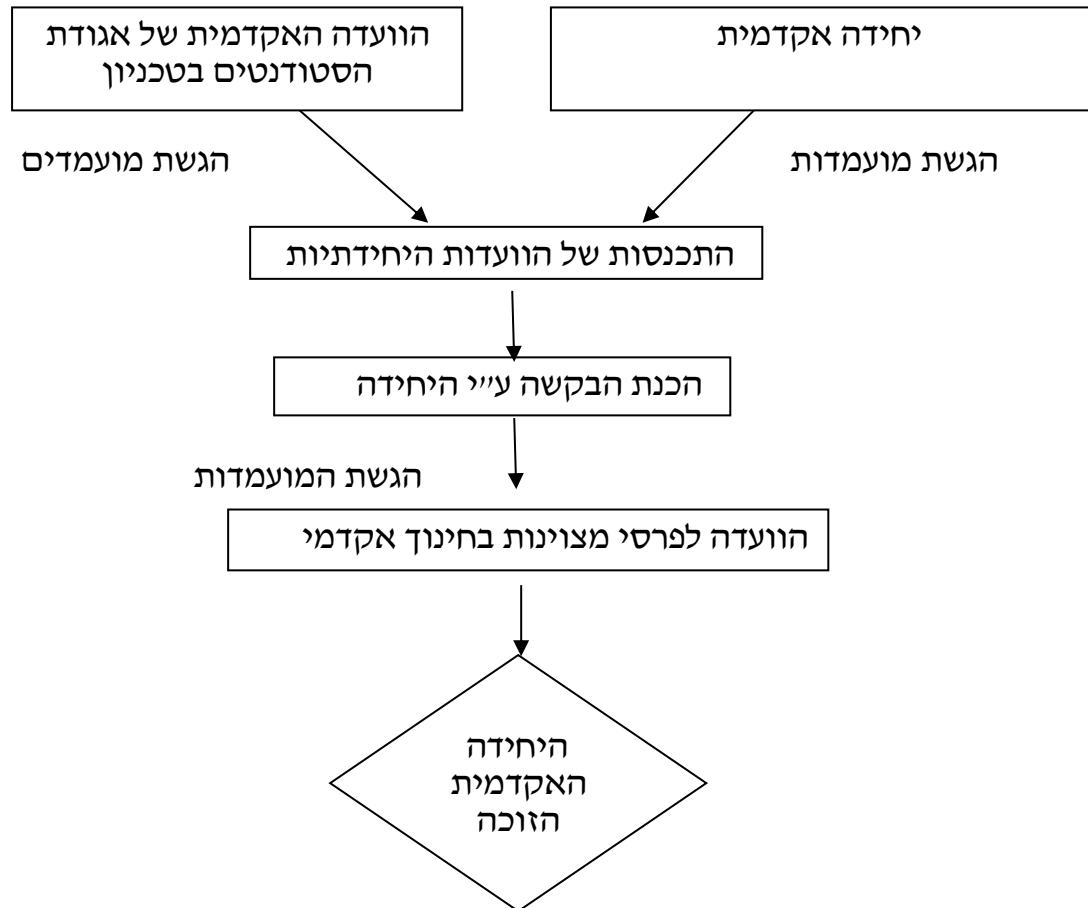 יחידה אקדמית
הוועדה האקדמית של אגודת
הסטודנטים בטכניון
הגשת מועמדות
הגשת מועמדים
התכנסות של הוועדות היחידתיות
הכנת הבקשה ע״י היחידה
הגשת המועמדות
הוועדה לפרסי מצוינות בחינוך אקדמי
היחידה
האקדמית
הזוכה